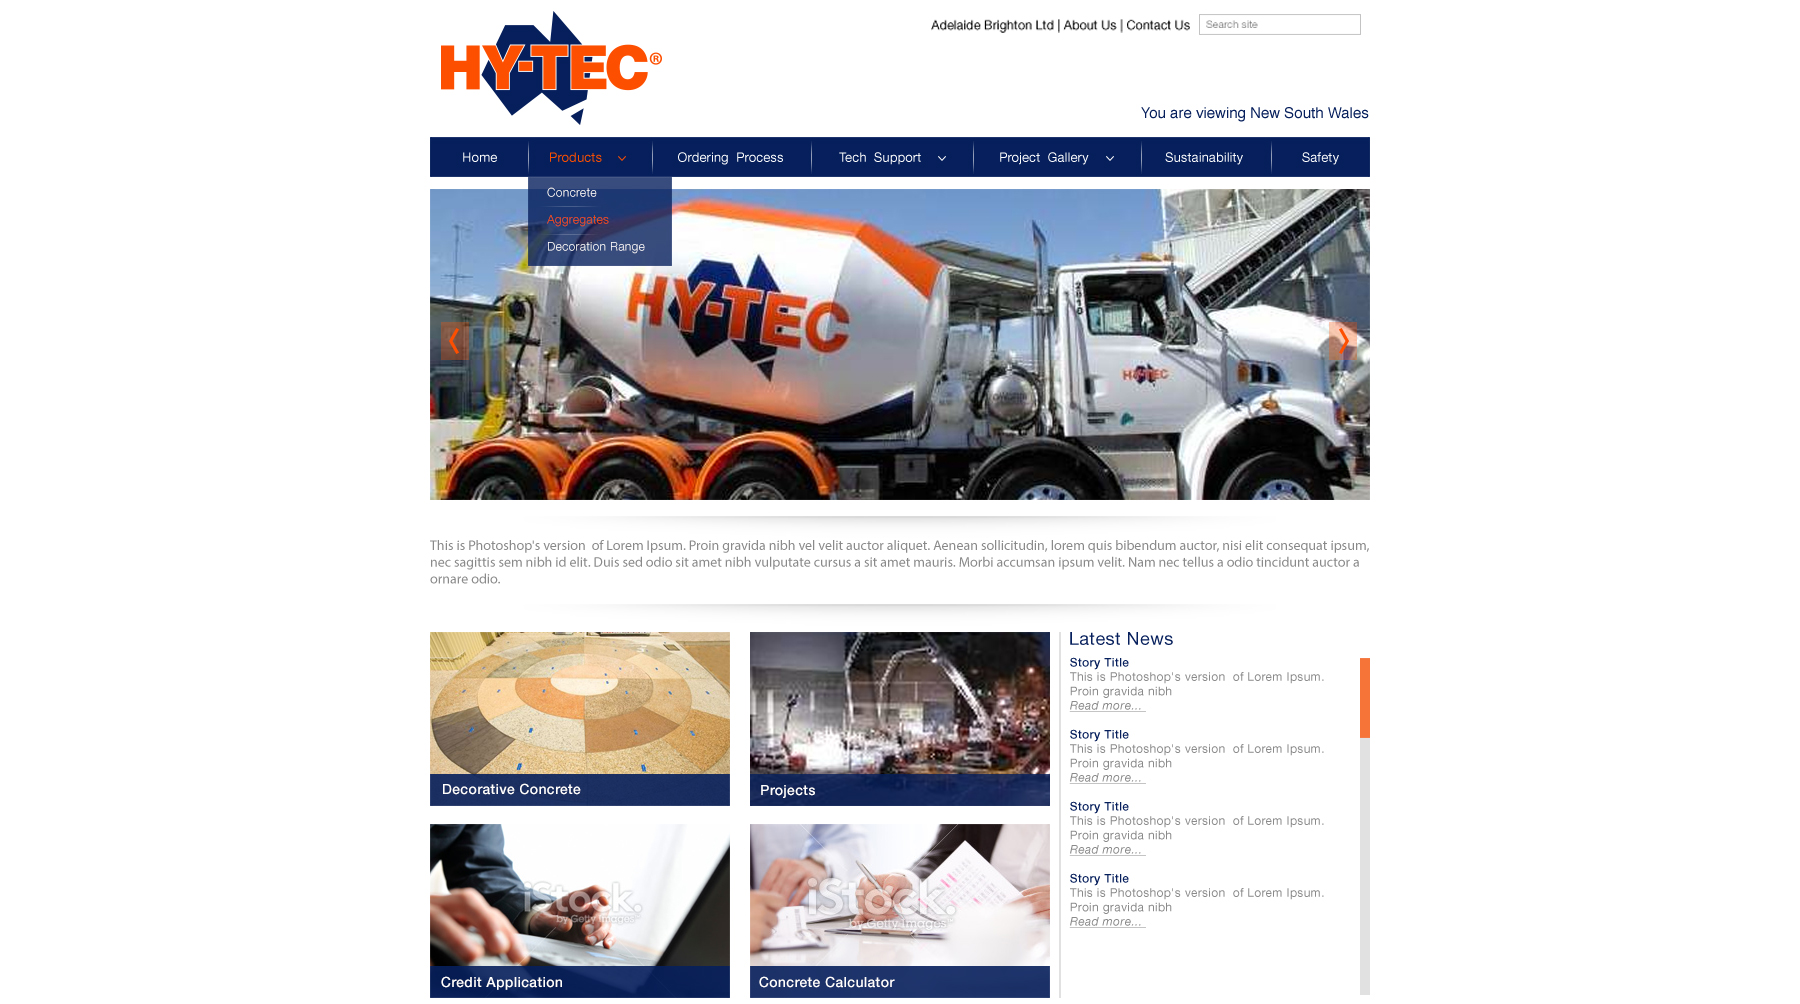 HY-TEC®
Adelaide Brighton Ltd | About Us | Contact Us
Search site
You are viewing New South Wales
Home
Products
Ordering Process
Tech Support
Project Gallery
Sustainability
Safety
Concrete
Aggregates
Decoration Range
HY-TEC
2810
HY-TEC
This is Photoshop's version of Lorem Ipsum. Proin gravida nibh vel velit auctor aliquet. Aenean sollicitudin, lorem quis bibendum auctor, nisi elit consequat ipsum,
nec sagittis sem nibh id elit. Duis sed odio sit amet nibh vulputate cursus a sit amet mauris. Morbi accumsan ipsum velit. Nam nec tellus a odio tincidunt auctor a
ornare odio.
Decorative Concrete
Projects
iStock.
by Getty Images
Credit Application
iStock.
by Getty Images
Concrete Calculator
Latest News
Story Title
This is Photoshop's version of Lorem Ipsum.
Proin gravida nibh
Read more...
Story Title
This is Photoshop's version of Lorem Ipsum.
Proin gravida nibh
Read more...
Story Title
This is Photoshop's version of Lorem Ipsum.
Proin gravida nibh
Read more...
Story Title
This is Photoshop's version of Lorem Ipsum.
Proin gravida nibh
Read more...